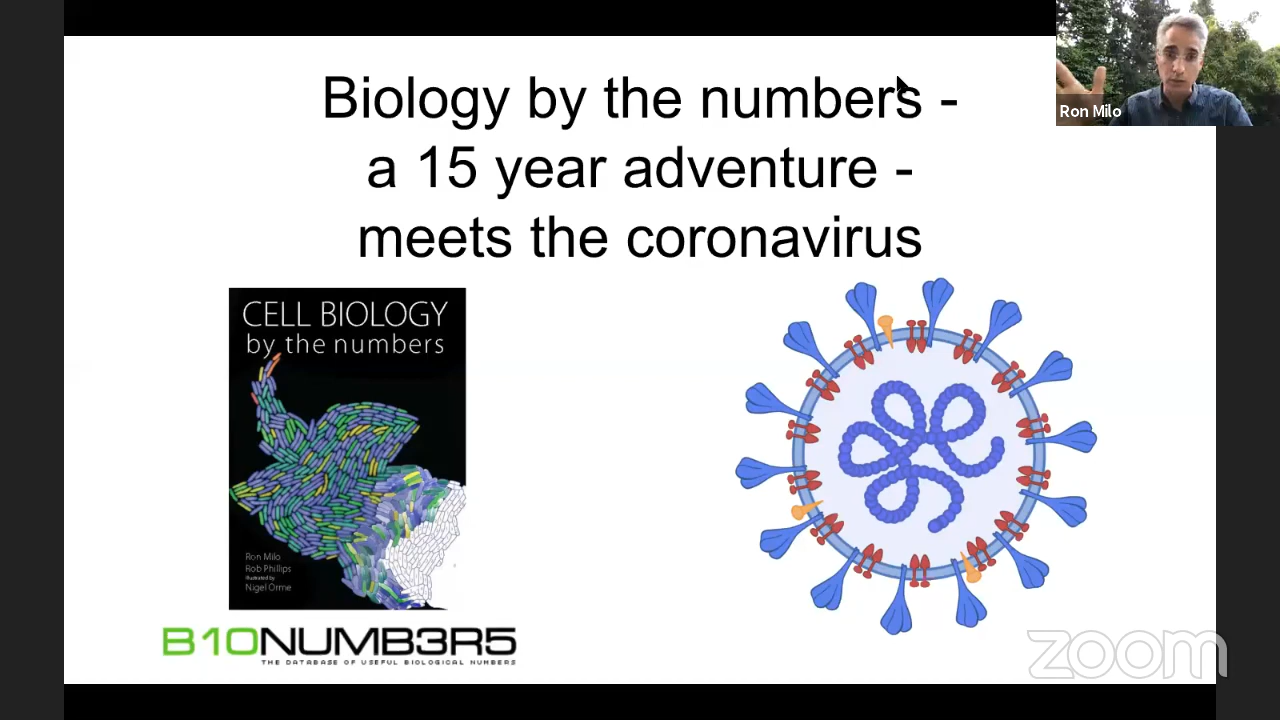 Biology by the numbers -
a 15 year adventure -
meets the coronavirus
Ron Milo
CELL BIOLOGY
by the numbers
Ron Milo
Rob Phillips
Illustrated by
Nigel Orme
B10NUMB3R5
THE DATABASE OF USEFUL BIOLOGICAL NUMBERS
zoom